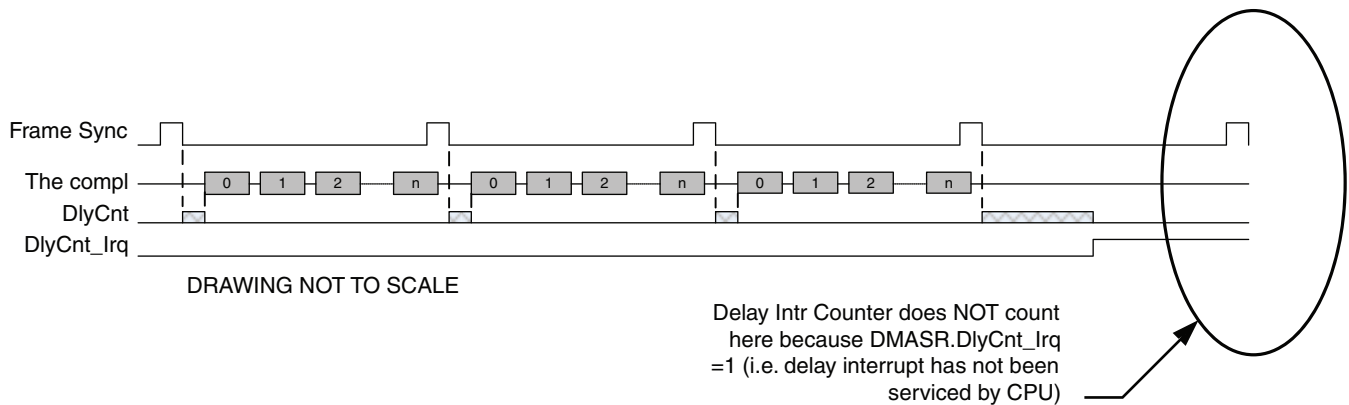 Frame Sync
The compl 0 1 2 n 0 1 2 n 0 1 2 n
DlyCnt
DlyCnt_Irq
DRAWING NOT TO SCALE
Delay Intr Counter does NOT count
here because DMASR.DlyCnt_Irq
=1 (i.e. delay interrupt has not been
serviced by CPU)